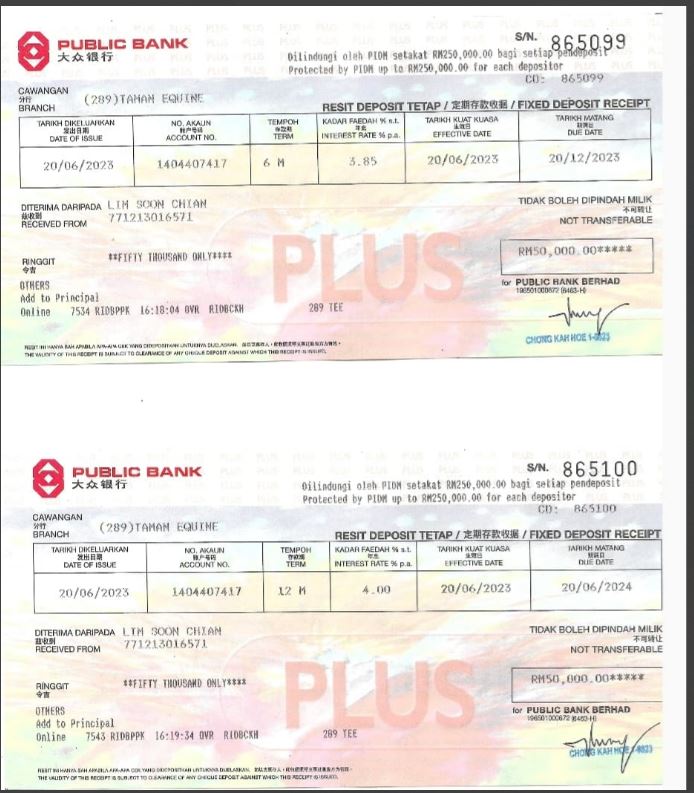 PUBLIC BANK
大众银行
S/N. 865099
Dilindungi oleh PIDM setakat RM250,000.00 bagi setiap pendeposit
Protected by PIDM up to RM250,000.00 for each depositor
CD: 865099
CAWANGAN
分行
BRANCH
(289)TAMAN EQUINE
RESIT DEPOSIT TETAP / 定期存款收据 / FIXED DEPOSIT RECEIPT
TARIKH DIKELUARKAN
发出日期
DATE OF ISSUE
NO. AKAUN
账户号码
ACCOUNT NO.
TEMPOH
存款期
TERM
KADAR FAEDAH % s.t.
年息
INTEREST RATE % p.a.
TARIKH KUAT KUASA
生效日
EFFECTIVE DATE
TARIKH MATANG
期满日
DUE DATE
20/06/2023 1404407417 6 M 3.85 20/06/2023 20/12/2023
DITERIMA DARIPADA LIM SOON CHIAN
兹收到 771213016571
RECEIVED FROM
TIDAK BOLEH DIPINDAH MILIK
不可转让
NOT TRANSFERABLE
PLUS
RINGGIT **FIFTY THOUSAND ONLY****
令吉
RM50,000.00*****
OTHERS
Add to Principal
Online 7534 RIDBPPK 16:18:04 OVR RIDBCKH 289 TEE
for PUBLIC BANK BERHAD
196501000672 (6463-H)
CHONG KAH HOE
RESIT INI HANYA SAH APABILA APA-APA CEK YANG DIDEPOSITKAN UNTUKNYA DIJELASKAN.
THE VALIDITY OF THIS RECEIPT IS SUBJECT TO CLEARANCE OF ANY CHEQUE DEPOSIT AGAINST WHICH THIS RECEIPT IS ISSUED.
PUBLIC BANK
大众银行
S/N. 865100
Dilindungi oleh PIDM setakat RM250,000.00 bagi setiap pendeposit
Protected by PIDM up to RM250,000.00 for each depositor
CD: 865100
CAWANGAN
分行
BRANCH
(289)TAMAN EQUINE
RESIT DEPOSIT TETAP / 定期存款收据 / FIXED DEPOSIT RECEIPT
TARIKH DIKELUARKAN
发出日期
DATE OF ISSUE
NO. AKAUN
账户号码
ACCOUNT NO.
TEMPOH
存款期
TERM
KADAR FAEDAH % s.t.
年息
INTEREST RATE % p.a.
TARIKH KUAT KUASA
生效日
EFFECTIVE DATE
TARIKH MATANG
期满日
DUE DATE
20/06/2023 1404407417 12 M 4.00 20/06/2023 20/06/2024
DITERIMA DARIPADA LIM SOON CHIAN
兹收到 771213016571
RECEIVED FROM
TIDAK BOLEH DIPINDAH MILIK
不可转让
NOT TRANSFERABLE
PLUS
RINGGIT **FIFTY THOUSAND ONLY****
令吉
RM50,000.00*****
OTHERS
Add to Principal
Online 7543 RIDBPPK 16:19:34 OVR RIDBCKH 289 TEE
for PUBLIC BANK BERHAD
196501000672 (6463-H)
CHONG KAH HOE
RESIT INI HANYA SAH APABILA APA-APA CEK YANG DIDEPOSITKAN UNTUKNYA DIJELASKAN.
THE VALIDITY OF THIS RECEIPT IS SUBJECT TO CLEARANCE OF ANY CHEQUE DEPOSIT AGAINST WHICH THIS RECEIPT IS ISSUED.